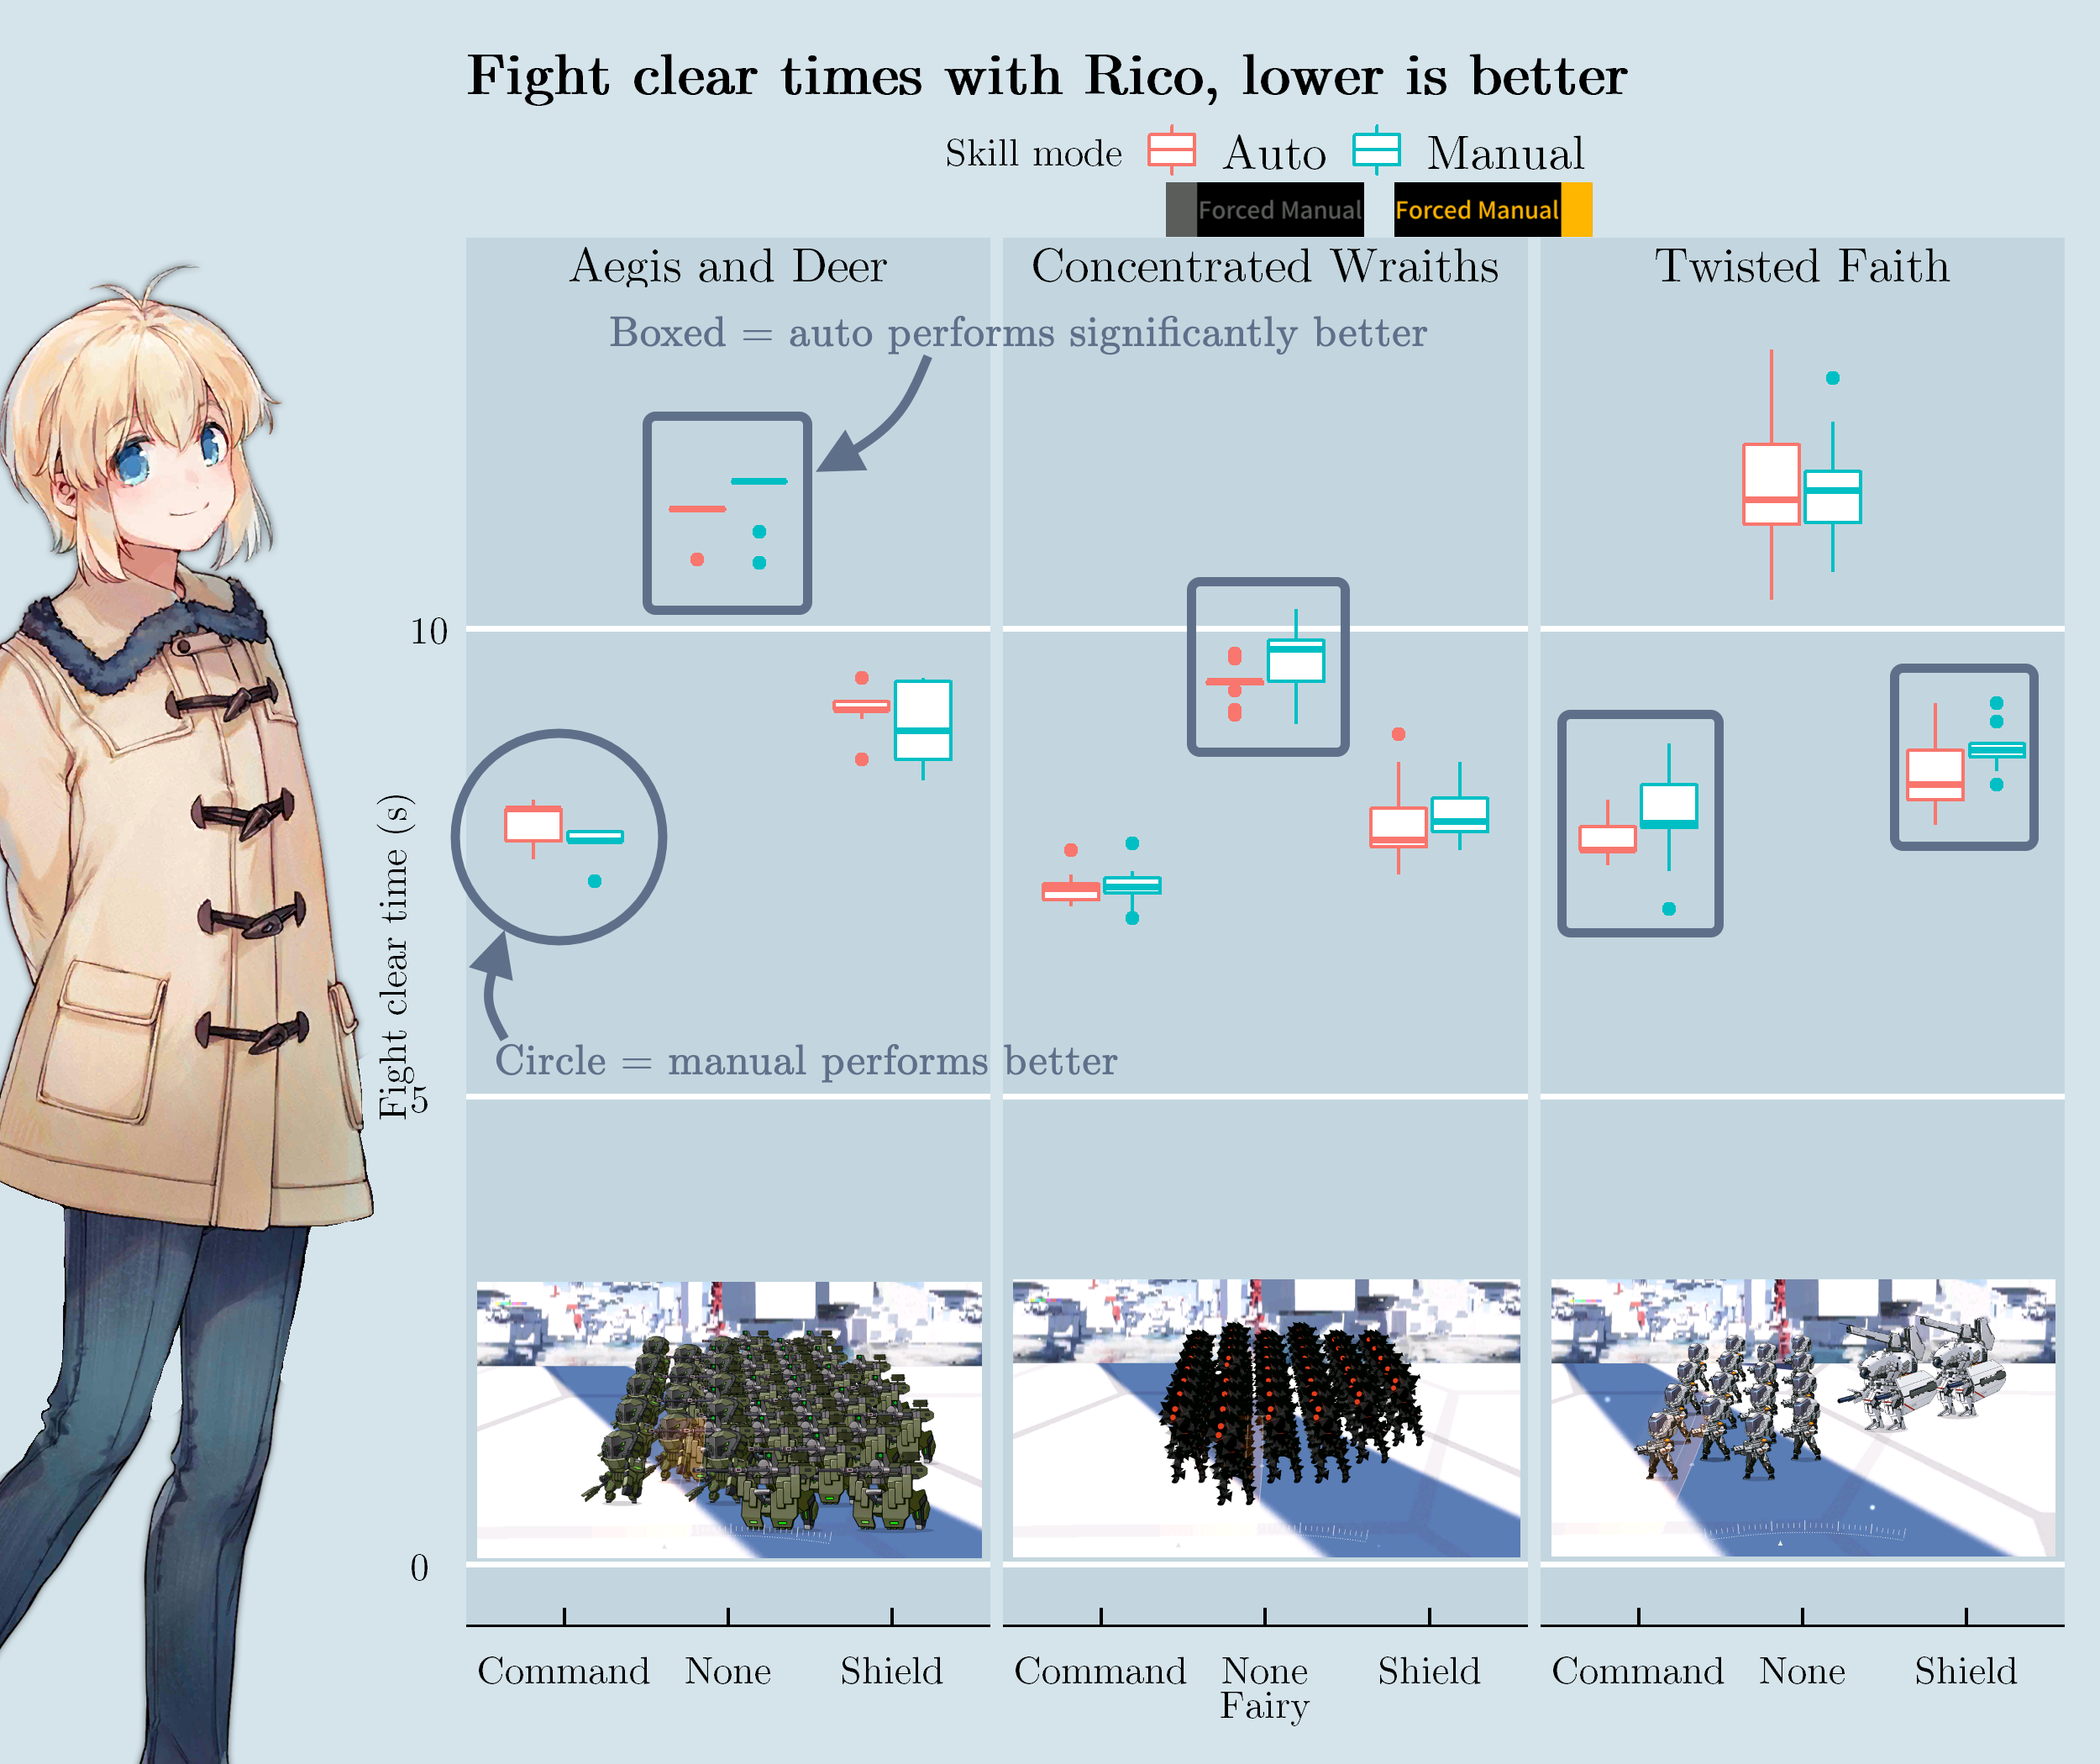 Fight clear times with Rico, lower is better
Skill mode Auto Manual
Forced Manual Forced Manual
Aegis and Deer Concentrated Wraiths Twisted Faith
Boxed = auto performs significantly better
10
Fight clear time (s)
Circle = manual performs better
5
0
Command None Shield Command None Shield Command None Shield
Fairy